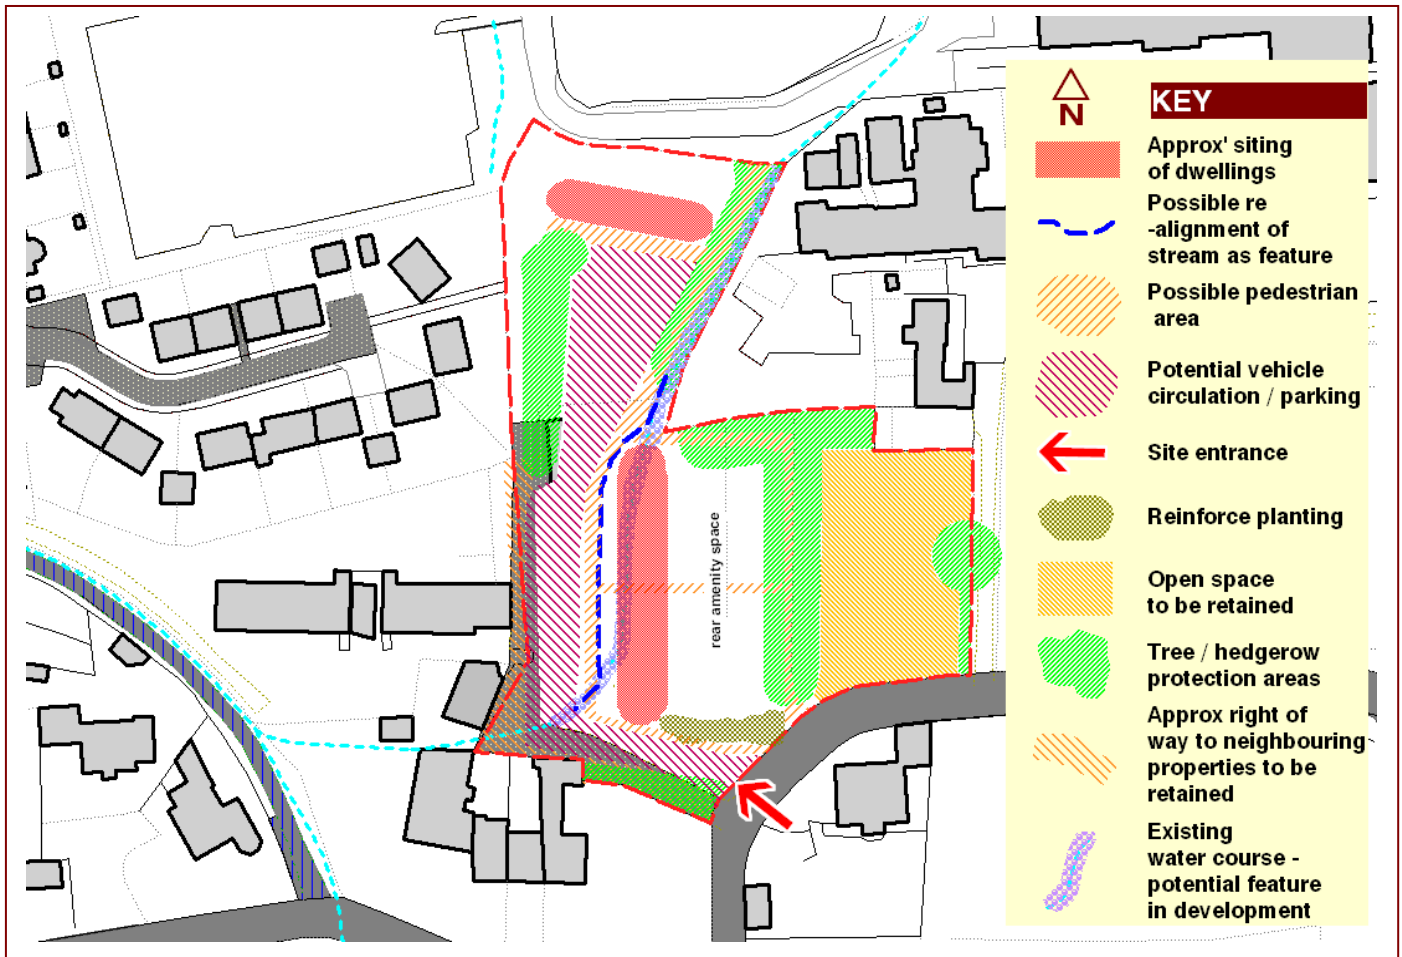 N
KEY
Approx' siting
of dwellings
Possible re
-alignment of
stream as feature
Possible pedestrian
area
Potential vehicle
circulation / parking
Site entrance
Reinforce planting
Open space
to be retained
Tree / hedgerow
protection areas
Approx right of
way to neighbouring
properties to be
retained
Existing
water course -
potential feature
in development
rear amenity space